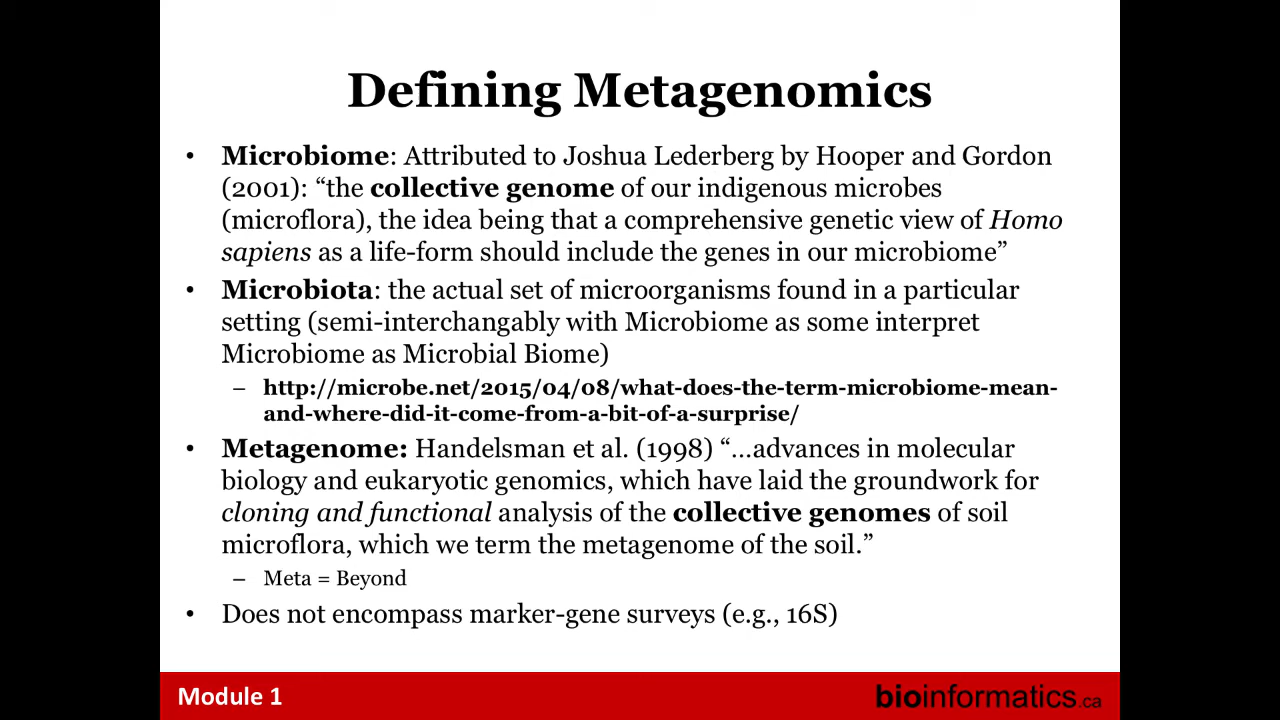 Defining Metagenomics
• Microbiome: Attributed to Joshua Lederberg by Hooper and Gordon
(2001): “the collective genome of our indigenous microbes
(microflora), the idea being that a comprehensive genetic view of Homo
sapiens as a life-form should include the genes in our microbiome”
• Microbiota: the actual set of microorganisms found in a particular
setting (semi-interchangably with Microbiome as some interpret
Microbiome as Microbial Biome)
– http://microbe.net/2015/04/08/what-does-the-term-microbiome-mean-
and-where-did-it-come-from-a-bit-of-a-surprise/
• Metagenome: Handelsman et al. (1998) “…advances in molecular
biology and eukaryotic genomics, which have laid the groundwork for
cloning and functional analysis of the collective genomes of soil
microflora, which we term the metagenome of the soil.”
– Meta = Beyond
• Does not encompass marker-gene surveys (e.g., 16S)
Module 1
bioinformatics.ca